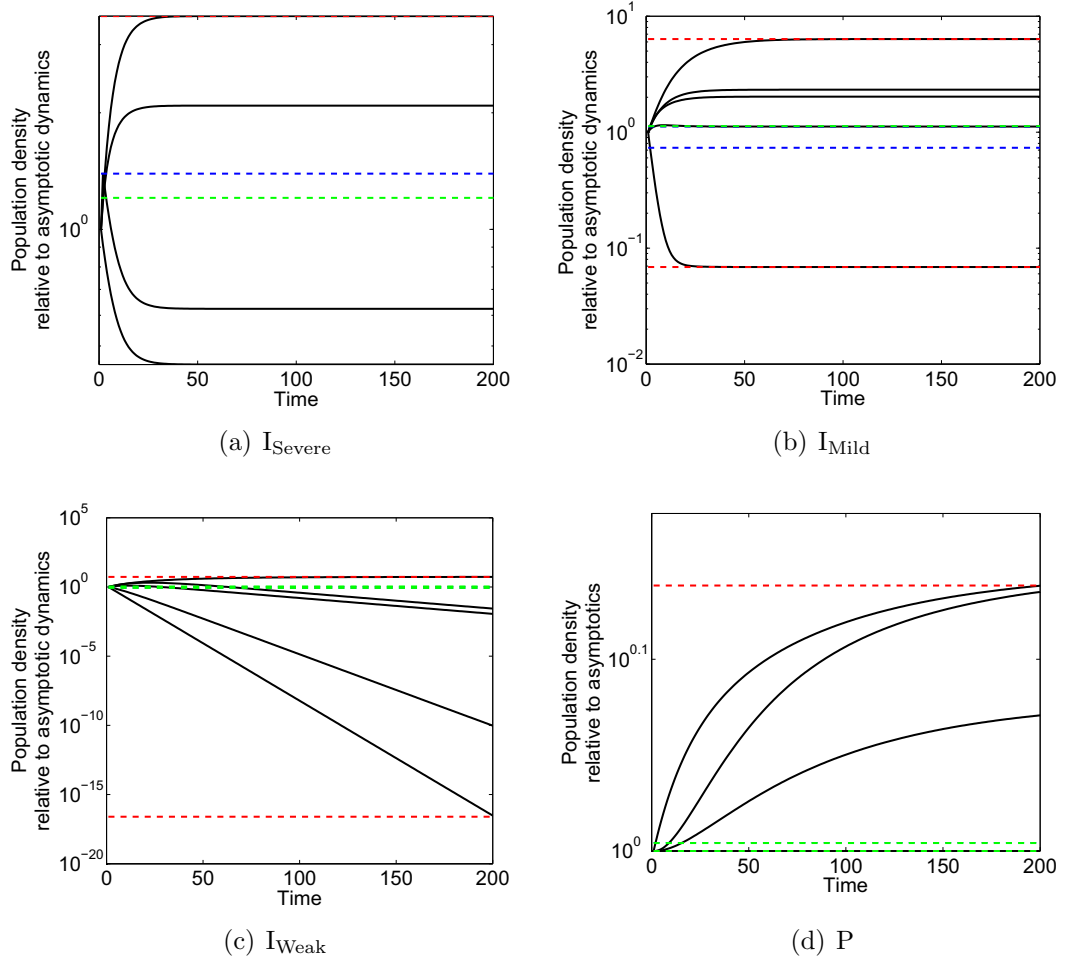 Population density
relative to asymptotic dynamics
10^0
0 50 100 150 200
Time
(a) I_Severe
Population density
relative to asymptotic dynamics
10^1
10^0
10^−1
10^−2
0 50 100 150 200
Time
(b) I_Mild
Population density
relative to asymptotic dynamics
10^5
10^0
10^−5
10^−10
10^−15
10^−20
0 50 100 150 200
Time
(c) I_Weak
Population density
relative to asymptotics
10^0.1
10^0
0 50 100 150 200
Time
(d) P